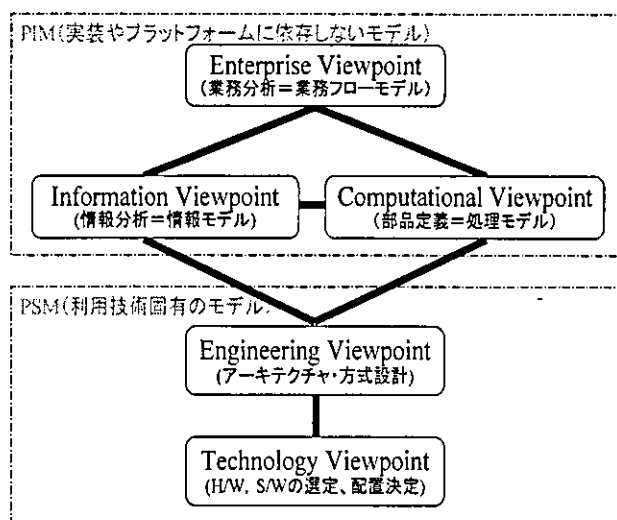 PIM(実装やプラットフォームに依存しないモデル)
Enterprise Viewpoint
(業務分析＝業務フローモデル)
Information Viewpoint
(情報分析＝情報モデル)
Computational Viewpoint
(部品定義＝処理モデル)
PSM(利用技術固有のモデル)
Engineering Viewpoint
(アーキテクチャ・方式設計)
Technology Viewpoint
(H/W, S/Wの選定、配置決定)